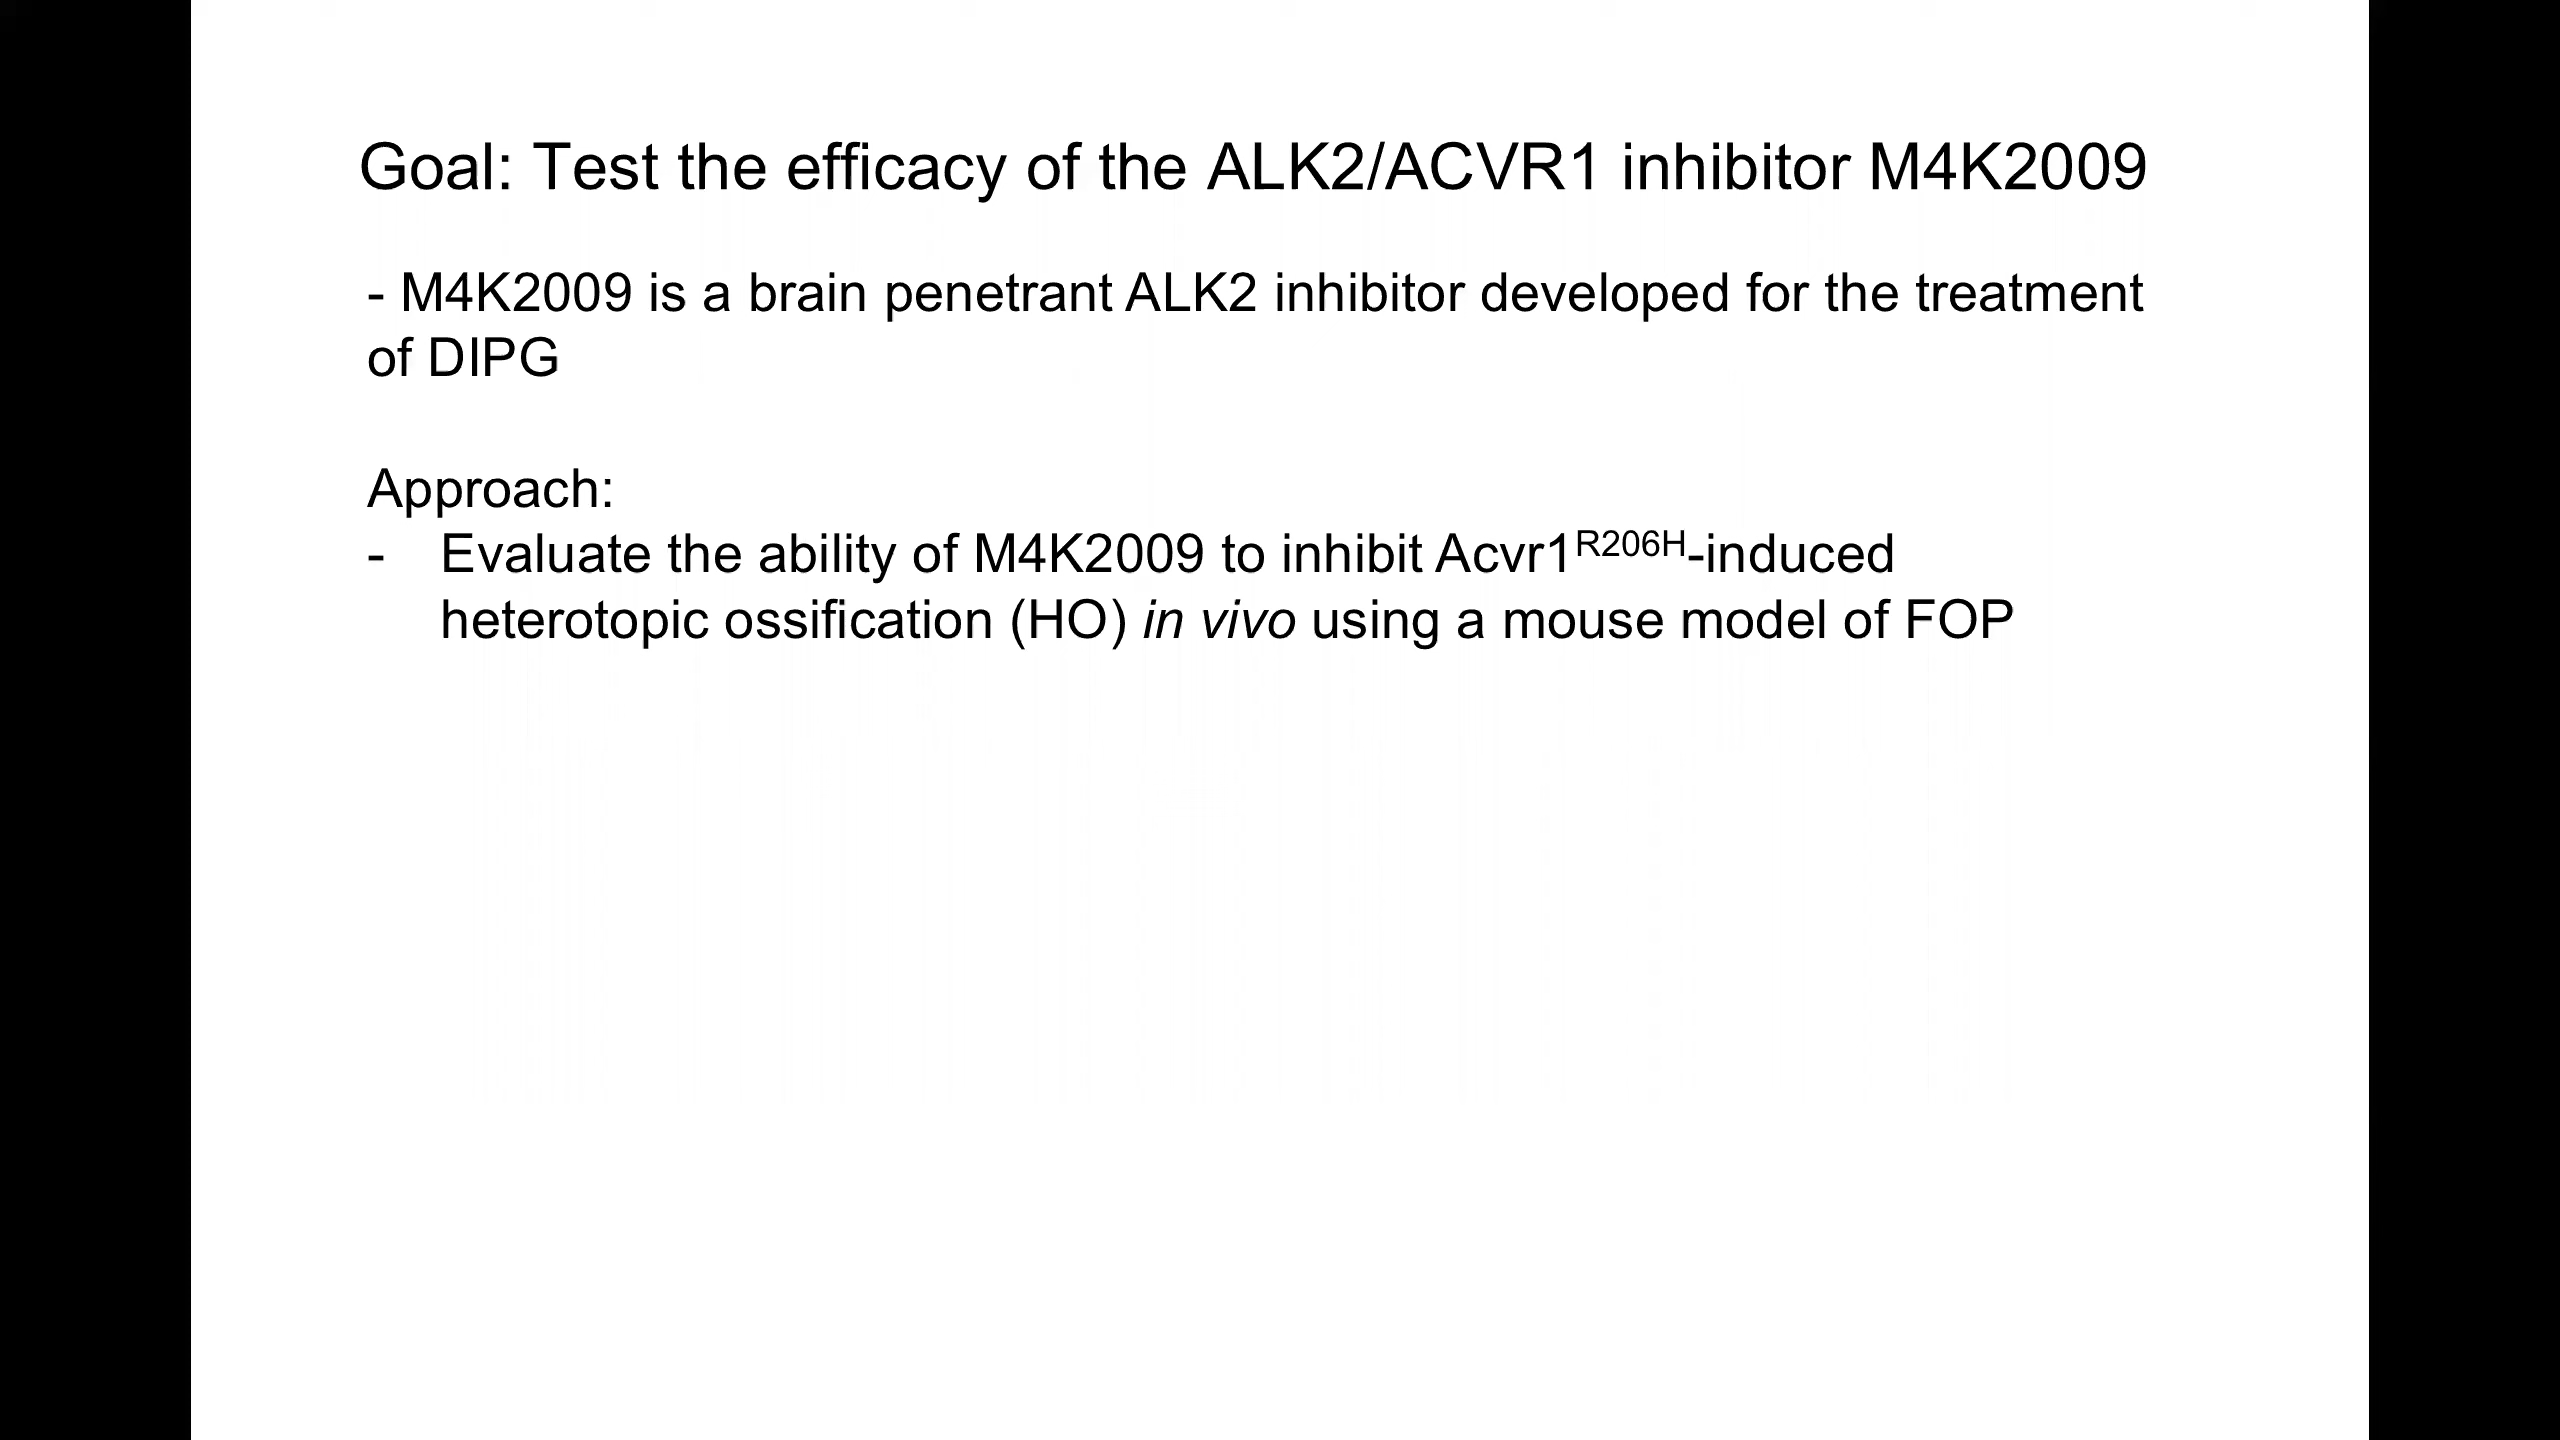 Goal: Test the efficacy of the ALK2/ACVR1 inhibitor M4K2009
- M4K2009 is a brain penetrant ALK2 inhibitor developed for the treatment
of DIPG
Approach:
- Evaluate the ability of M4K2009 to inhibit Acvr1R206H-induced
heterotopic ossification (HO) in vivo using a mouse model of FOP